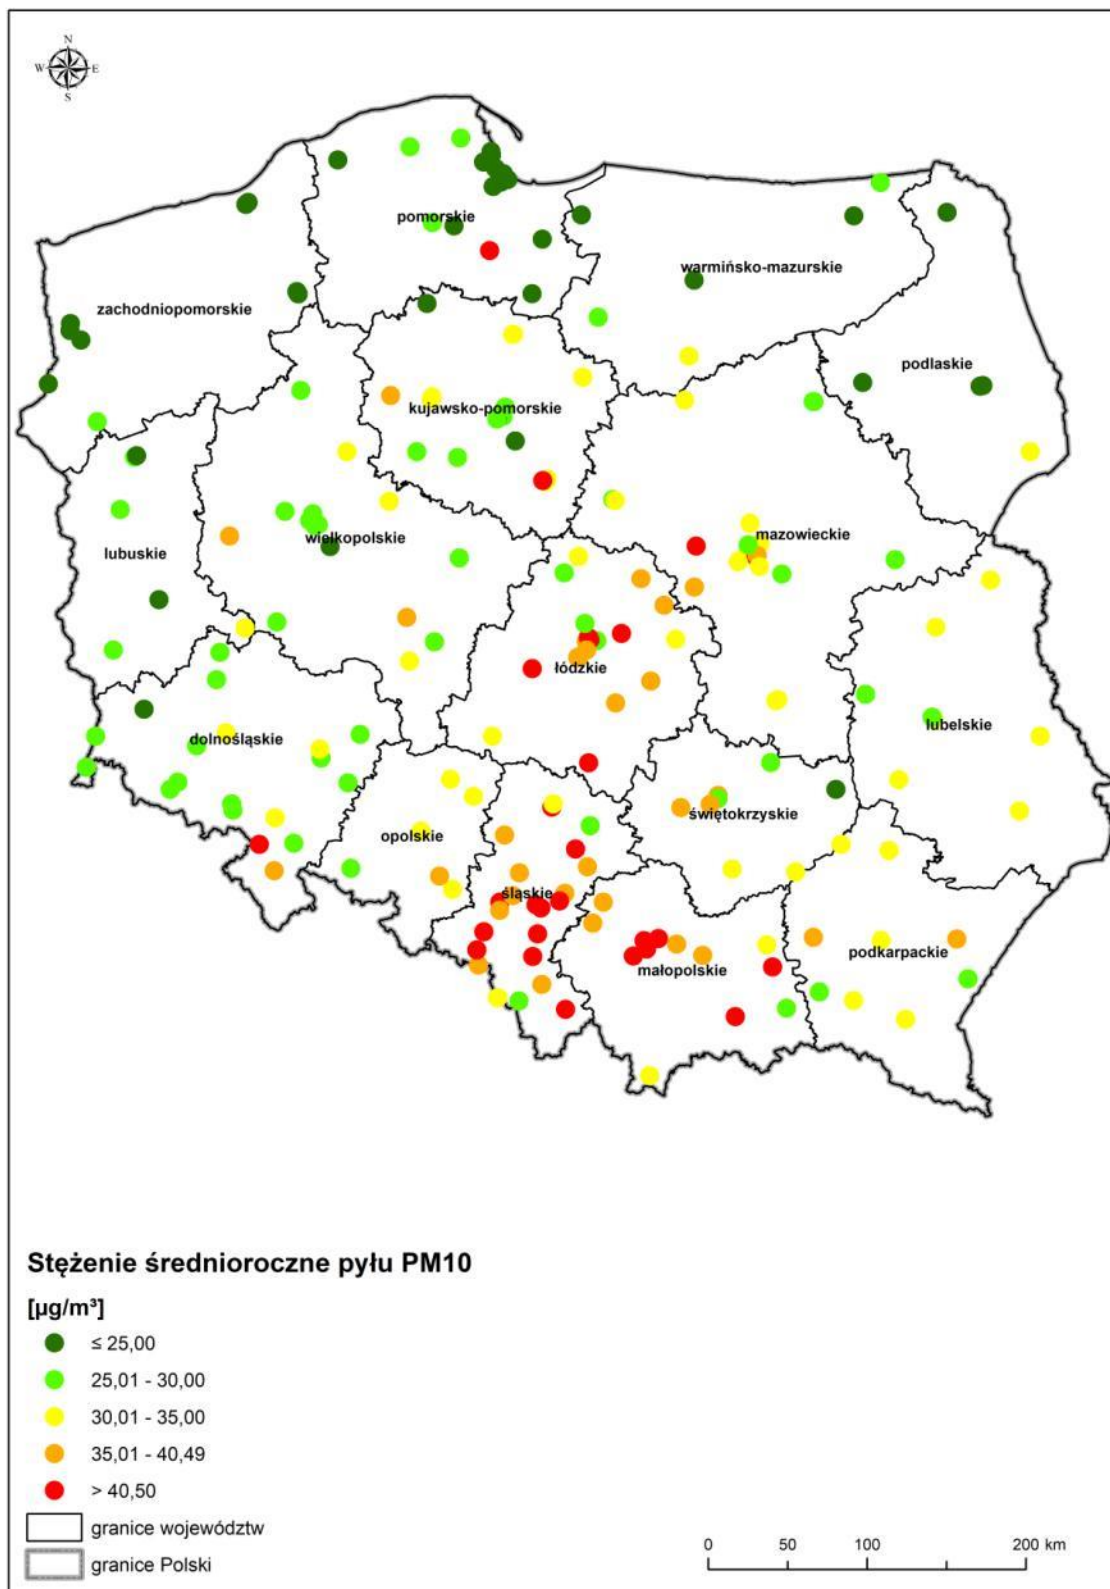 N
W E
S
pomorskie
warmińsko-mazurskie
zachodniopomorskie
podlaskie
kujawsko-pomorskie
mazowieckie
wielkopolskie
lubuskie
łódzkie
lubelskie
dolnośląskie
świętokrzyskie
opolskie
śląskie
podkarpackie
małopolskie
Stężenie średnioroczne pyłu PM10
[µg/m³]
≤ 25,00
25,01 - 30,00
30,01 - 35,00
35,01 - 40,49
> 40,50
granice województw
granice Polski
0 50 100 200 km